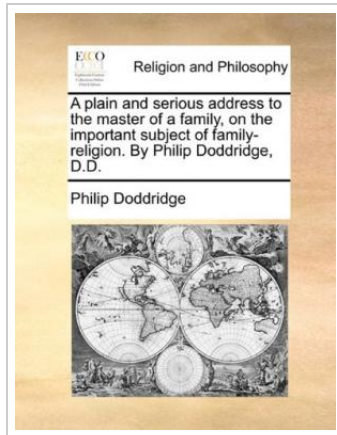 ECCO
Religion and Philosophy
A plain and serious address to
the master of a family, on the
important subject of family-
religion. By Philip Doddridge,
D.D.
Philip Doddridge